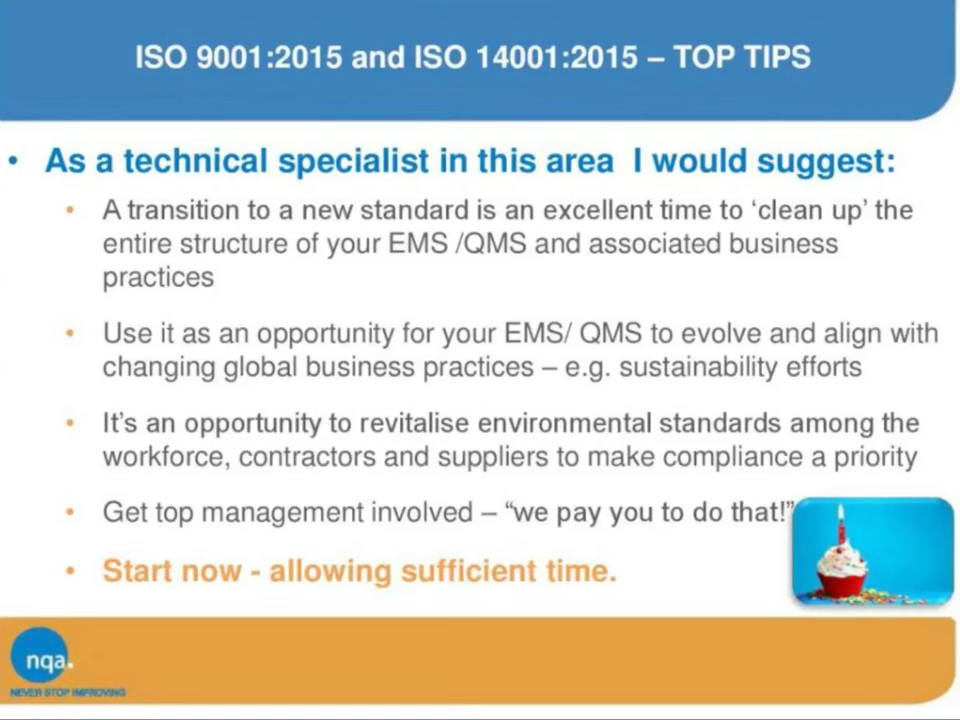 ISO 9001:2015 and ISO 14001:2015 – TOP TIPS
• As a technical specialist in this area I would suggest:
• A transition to a new standard is an excellent time to ‘clean up’ the
entire structure of your EMS /QMS and associated business
practices
• Use it as an opportunity for your EMS/ QMS to evolve and align with
changing global business practices – e.g. sustainability efforts
• It’s an opportunity to revitalise environmental standards among the
workforce, contractors and suppliers to make compliance a priority
• Get top management involved – “we pay you to do that!”
• Start now - allowing sufficient time.
nqa.
NEVER STOP IMPROVING